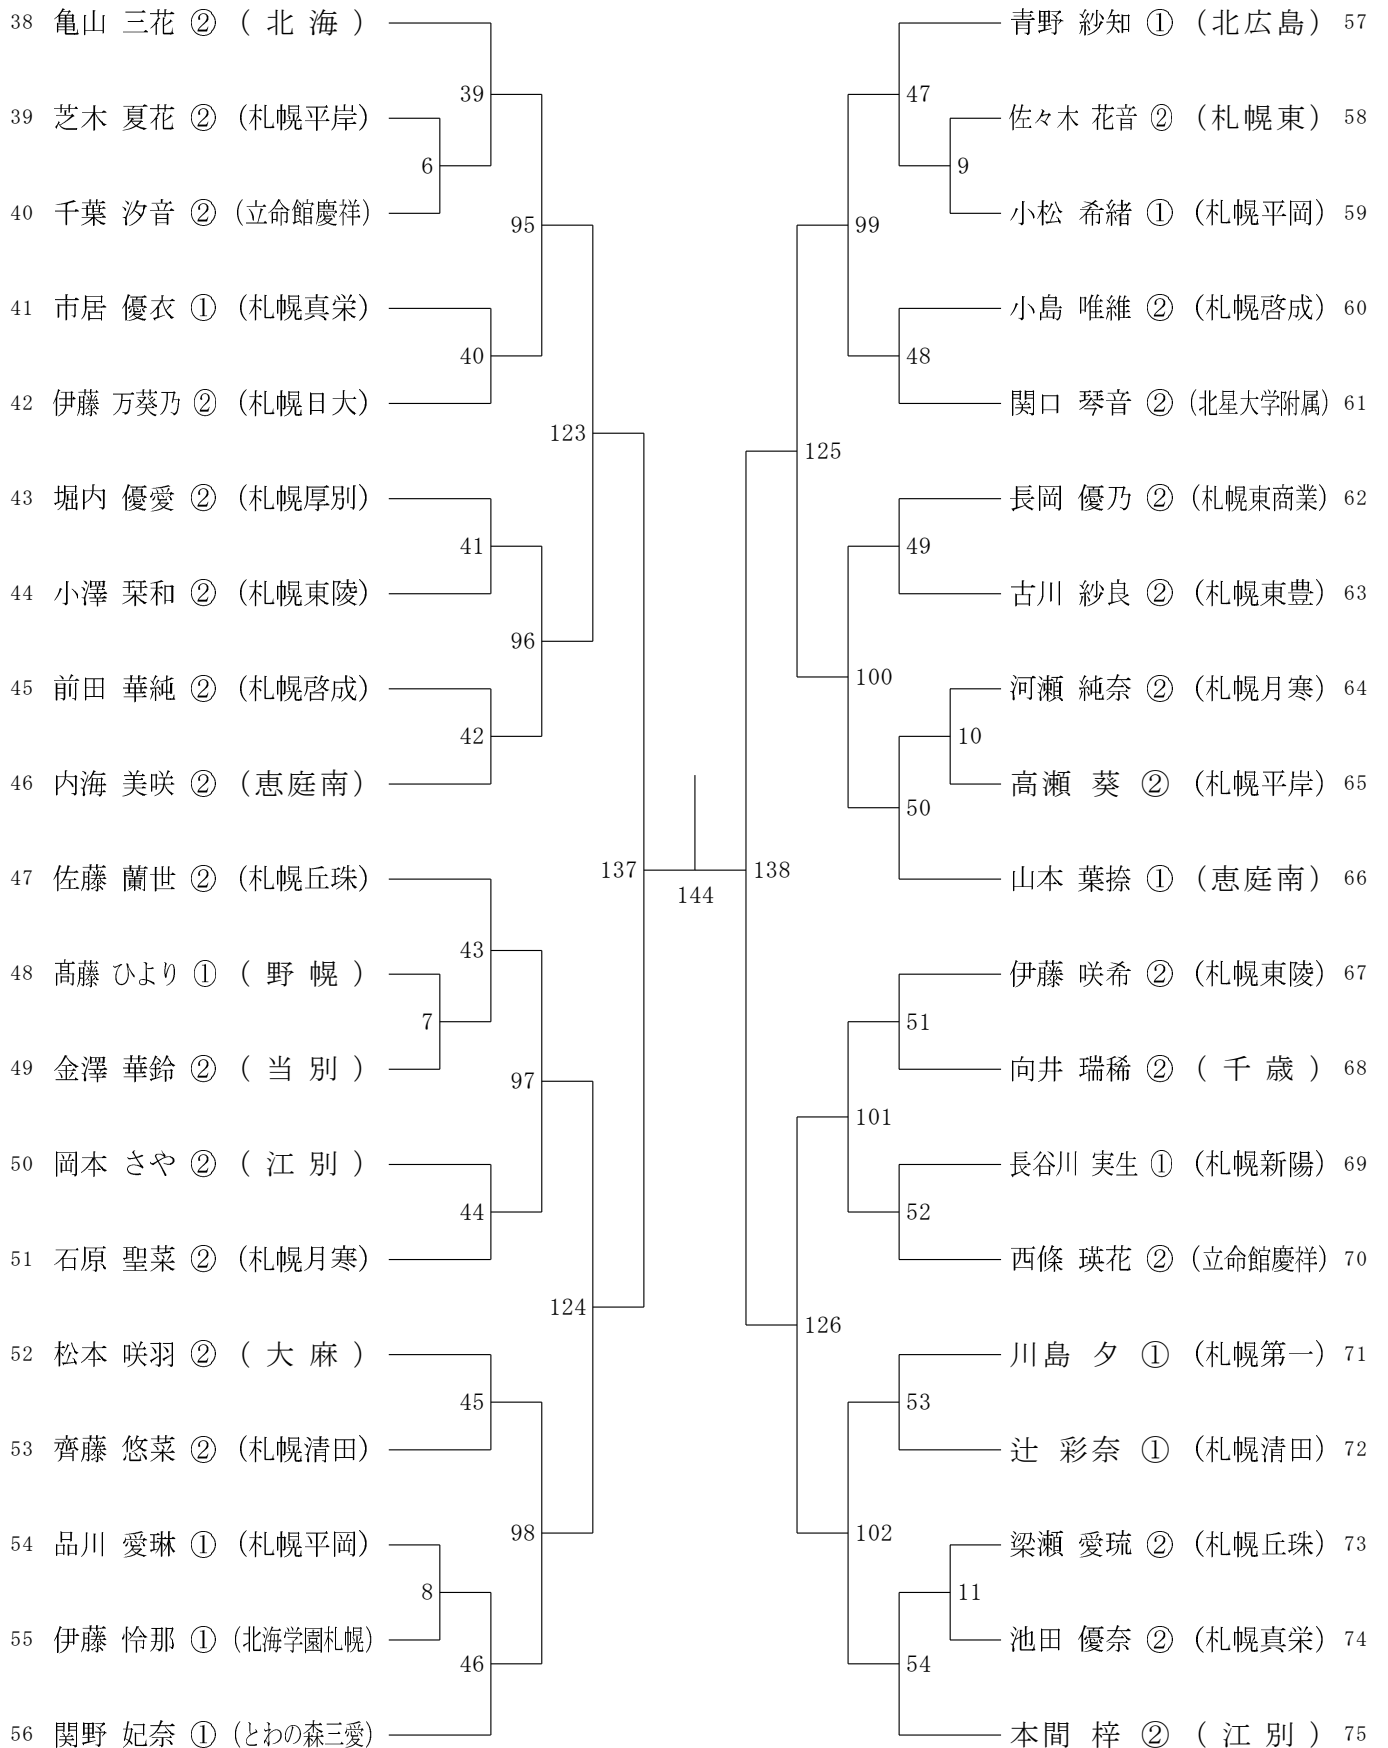 38 亀山 三花 ② ( 北 海 )
39 芝木 夏花 ② (札幌平岸)
40 千葉 汐音 ② (立命館慶祥)
41 市居 優衣 ① (札幌真栄)
42 伊藤 万葵乃 ② (札幌日大)
43 堀内 優愛 ② (札幌厚別)
44 小澤 栞和 ② (札幌東陵)
45 前田 華純 ② (札幌啓成)
46 内海 美咲 ② (恵庭南)
47 佐藤 蘭世 ② (札幌丘珠)
48 髙藤 ひより ① ( 野 幌 )
49 金澤 華鈴 ② ( 当 別 )
50 岡本 さや ② ( 江 別 )
51 石原 聖菜 ② (札幌月寒)
52 松本 咲羽 ② ( 大 麻 )
53 齊藤 悠菜 ② (札幌清田)
54 品川 愛琳 ① (札幌平岡)
55 伊藤 怜那 ① (北海学園札幌)
56 関野 妃奈 ① (とわの森三愛)
6
7
8
39
40
41
42
43
44
45
46
95
96
97
98
123
124
137
144
138
125
126
99
100
101
102
47
48
49
50
51
52
53
54
9
10
11
青野 紗知 ① (北広島) 57
佐々木 花音 ② (札幌東) 58
小松 希緒 ① (札幌平岡) 59
小島 唯維 ② (札幌啓成) 60
関口 琴音 ② (北星大学附属) 61
長岡 優乃 ② (札幌東商業) 62
古川 紗良 ② (札幌東豊) 63
河瀬 純奈 ② (札幌月寒) 64
高瀬 葵 ② (札幌平岸) 65
山本 葉捺 ① (恵庭南) 66
伊藤 咲希 ② (札幌東陵) 67
向井 瑞稀 ② ( 千 歳 ) 68
長谷川 実生 ① (札幌新陽) 69
西條 瑛花 ② (立命館慶祥) 70
川島 夕 ① (札幌第一) 71
辻 彩奈 ① (札幌清田) 72
梁瀬 愛琉 ② (札幌丘珠) 73
池田 優奈 ② (札幌真栄) 74
本間 梓 ② ( 江 別 ) 75